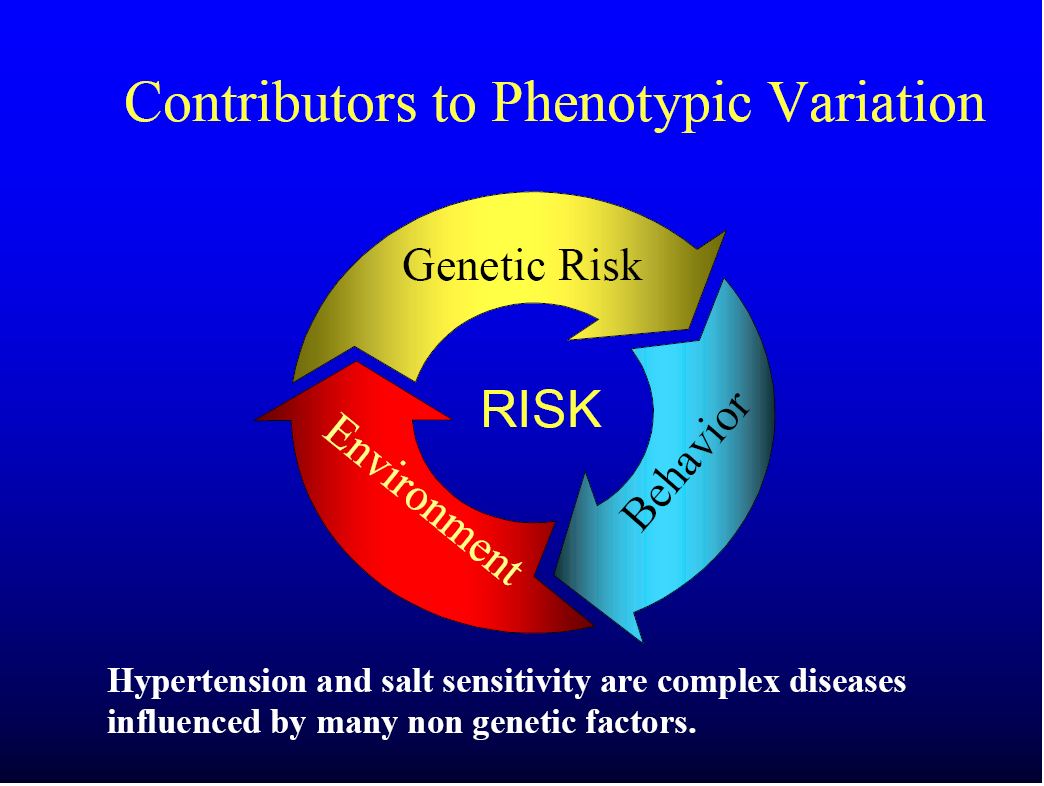 Contributors to Phenotypic Variation
Genetic Risk
RISK
Behavior
Environment
Hypertension and salt sensitivity are complex diseases
influenced by many non genetic factors.